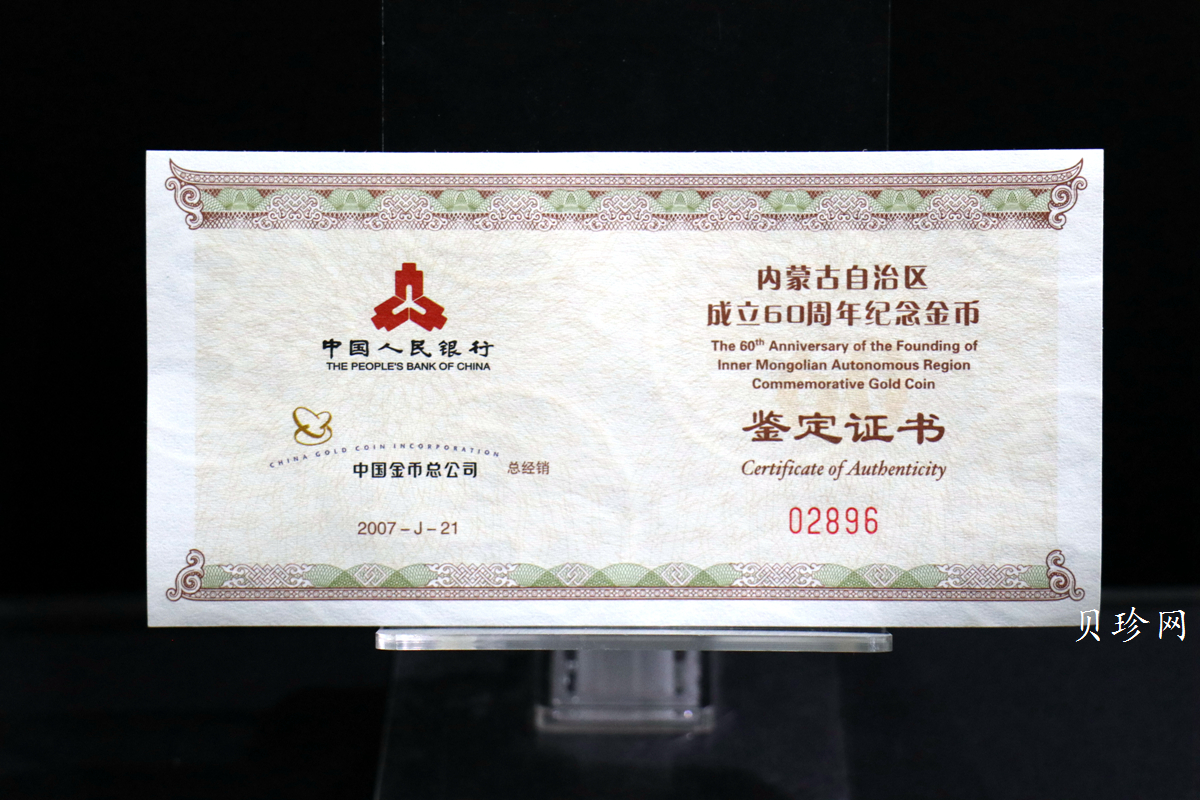 中国人民银行
THE PEOPLE'S BANK OF CHINA
CHINA GOLD COIN INCORPORATION
中国金币总公司 总经销
2007-J-21
内蒙古自治区
成立60周年纪念金币
The 60th Anniversary of the Founding of
Inner Mongolian Autonomous Region
Commemorative Gold Coin
鉴定证书
Certificate of Authenticity
02896
贝珍网